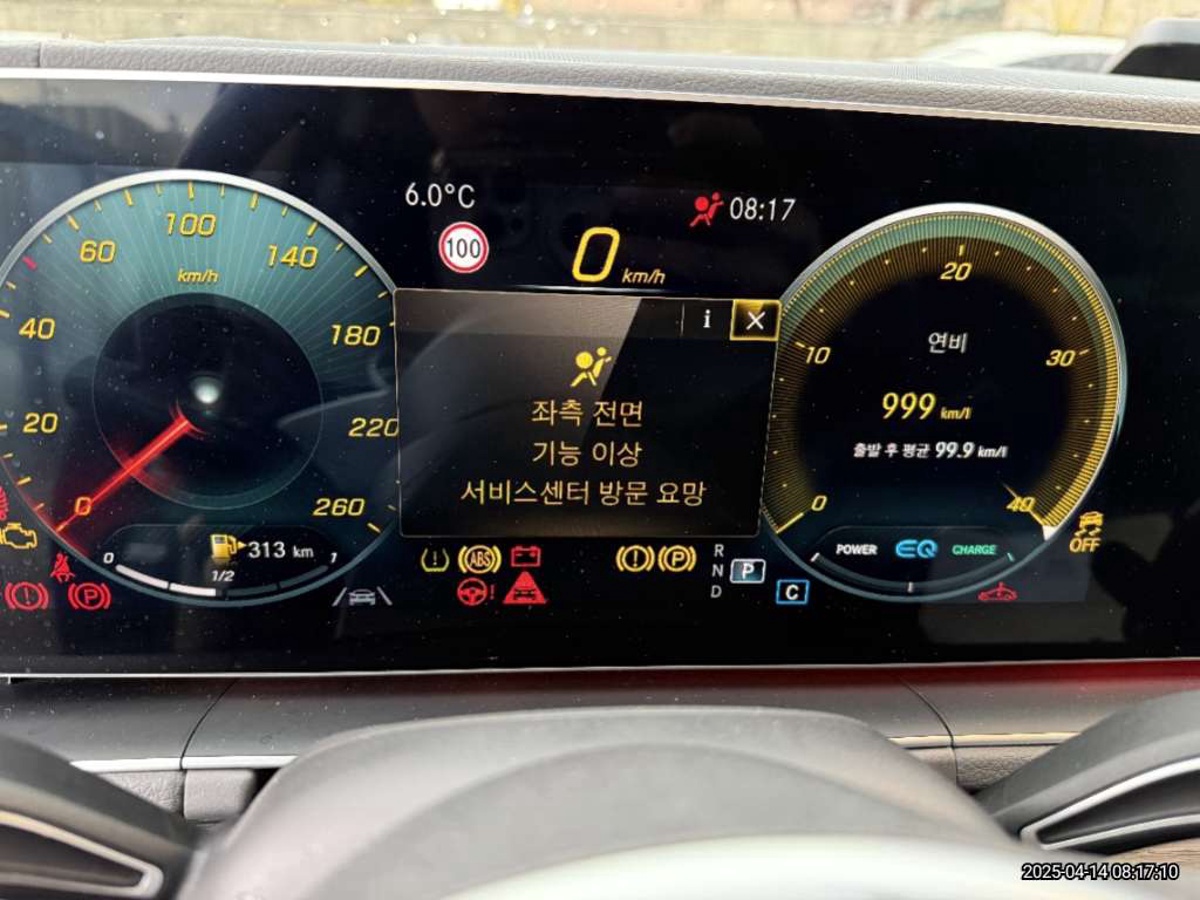 6.0°C
08:17
100
0 km/h
0
20
40
60
100
140
180
220
260
km/h
i
좌측 전면
기능 이상
서비스센터 방문 요망
0
10
20
30
40
연비
999 km/l
출발 후 평균 99.9 km/l
POWER EQ CHARGE
0
1/2
1
313 km
ABS
P
P
R
N
D
P
C
OFF
2025-04-14 08:17:10